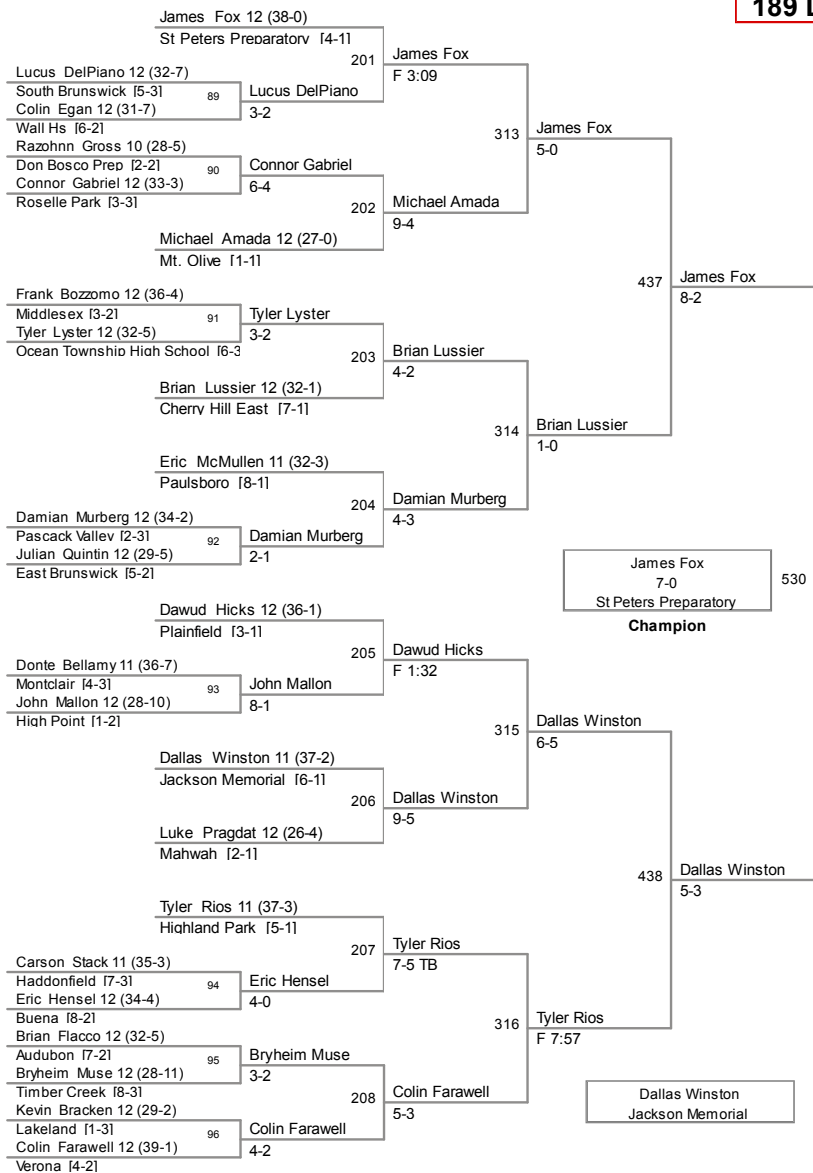 189 L
James Fox 12 (38-0)
St Peters Preparatory [4-1]
201
James Fox
F 3:09
Lucus DelPiano 12 (32-7)
South Brunswick [5-3]
89
Lucus DelPiano
3-2
Colin Egan 12 (31-7)
Wall Hs [6-2]
313
James Fox
5-0
Razohnn Gross 10 (28-5)
Don Bosco Prep [2-2]
90
Connor Gabriel
6-4
Connor Gabriel 12 (33-3)
Roselle Park [3-3]
202
Michael Amada
9-4
Michael Amada 12 (27-0)
Mt. Olive [1-1]
437
James Fox
8-2
Frank Bozzomo 12 (36-4)
Middlesex [3-2]
91
Tyler Lyster
3-2
Tyler Lyster 12 (32-5)
Ocean Township High School [6-3
203
Brian Lussier
4-2
Brian Lussier 12 (32-1)
Cherry Hill East [7-1]
314
Brian Lussier
1-0
Eric McMullen 11 (32-3)
Paulsboro [8-1]
204
Damian Murberg
4-3
Damian Murberg 12 (34-2)
Pascack Valley [2-3]
92
Damian Murberg
2-1
Julian Quintin 12 (29-5)
East Brunswick [5-2]
James Fox
7-0
St Peters Preparatory
530
Champion
Dawud Hicks 12 (36-1)
Plainfield [3-1]
205
Dawud Hicks
F 1:32
Donte Bellamy 11 (36-7)
Montclair [4-3]
93
John Mallon
8-1
John Mallon 12 (28-10)
High Point [1-2]
315
Dallas Winston
6-5
Dallas Winston 11 (37-2)
Jackson Memorial [6-1]
206
Dallas Winston
9-5
Luke Pragdat 12 (26-4)
Mahwah [2-1]
438
Dallas Winston
5-3
Tyler Rios 11 (37-3)
Highland Park [5-1]
207
Tyler Rios
7-5 TB
Carson Stack 11 (35-3)
Haddonfield [7-3]
94
Eric Hensel
4-0
Eric Hensel 12 (34-4)
Buena [8-2]
316
Tyler Rios
F 7:57
Brian Flacco 12 (32-5)
Audubon [7-2]
95
Bryheim Muse
3-2
Bryheim Muse 12 (28-11)
Timber Creek [8-3]
208
Colin Farawell
5-3
Kevin Bracken 12 (29-2)
Lakeland [1-3]
96
Colin Farawell
4-2
Colin Farawell 12 (39-1)
Verona [4-2]
Dallas Winston
Jackson Memorial